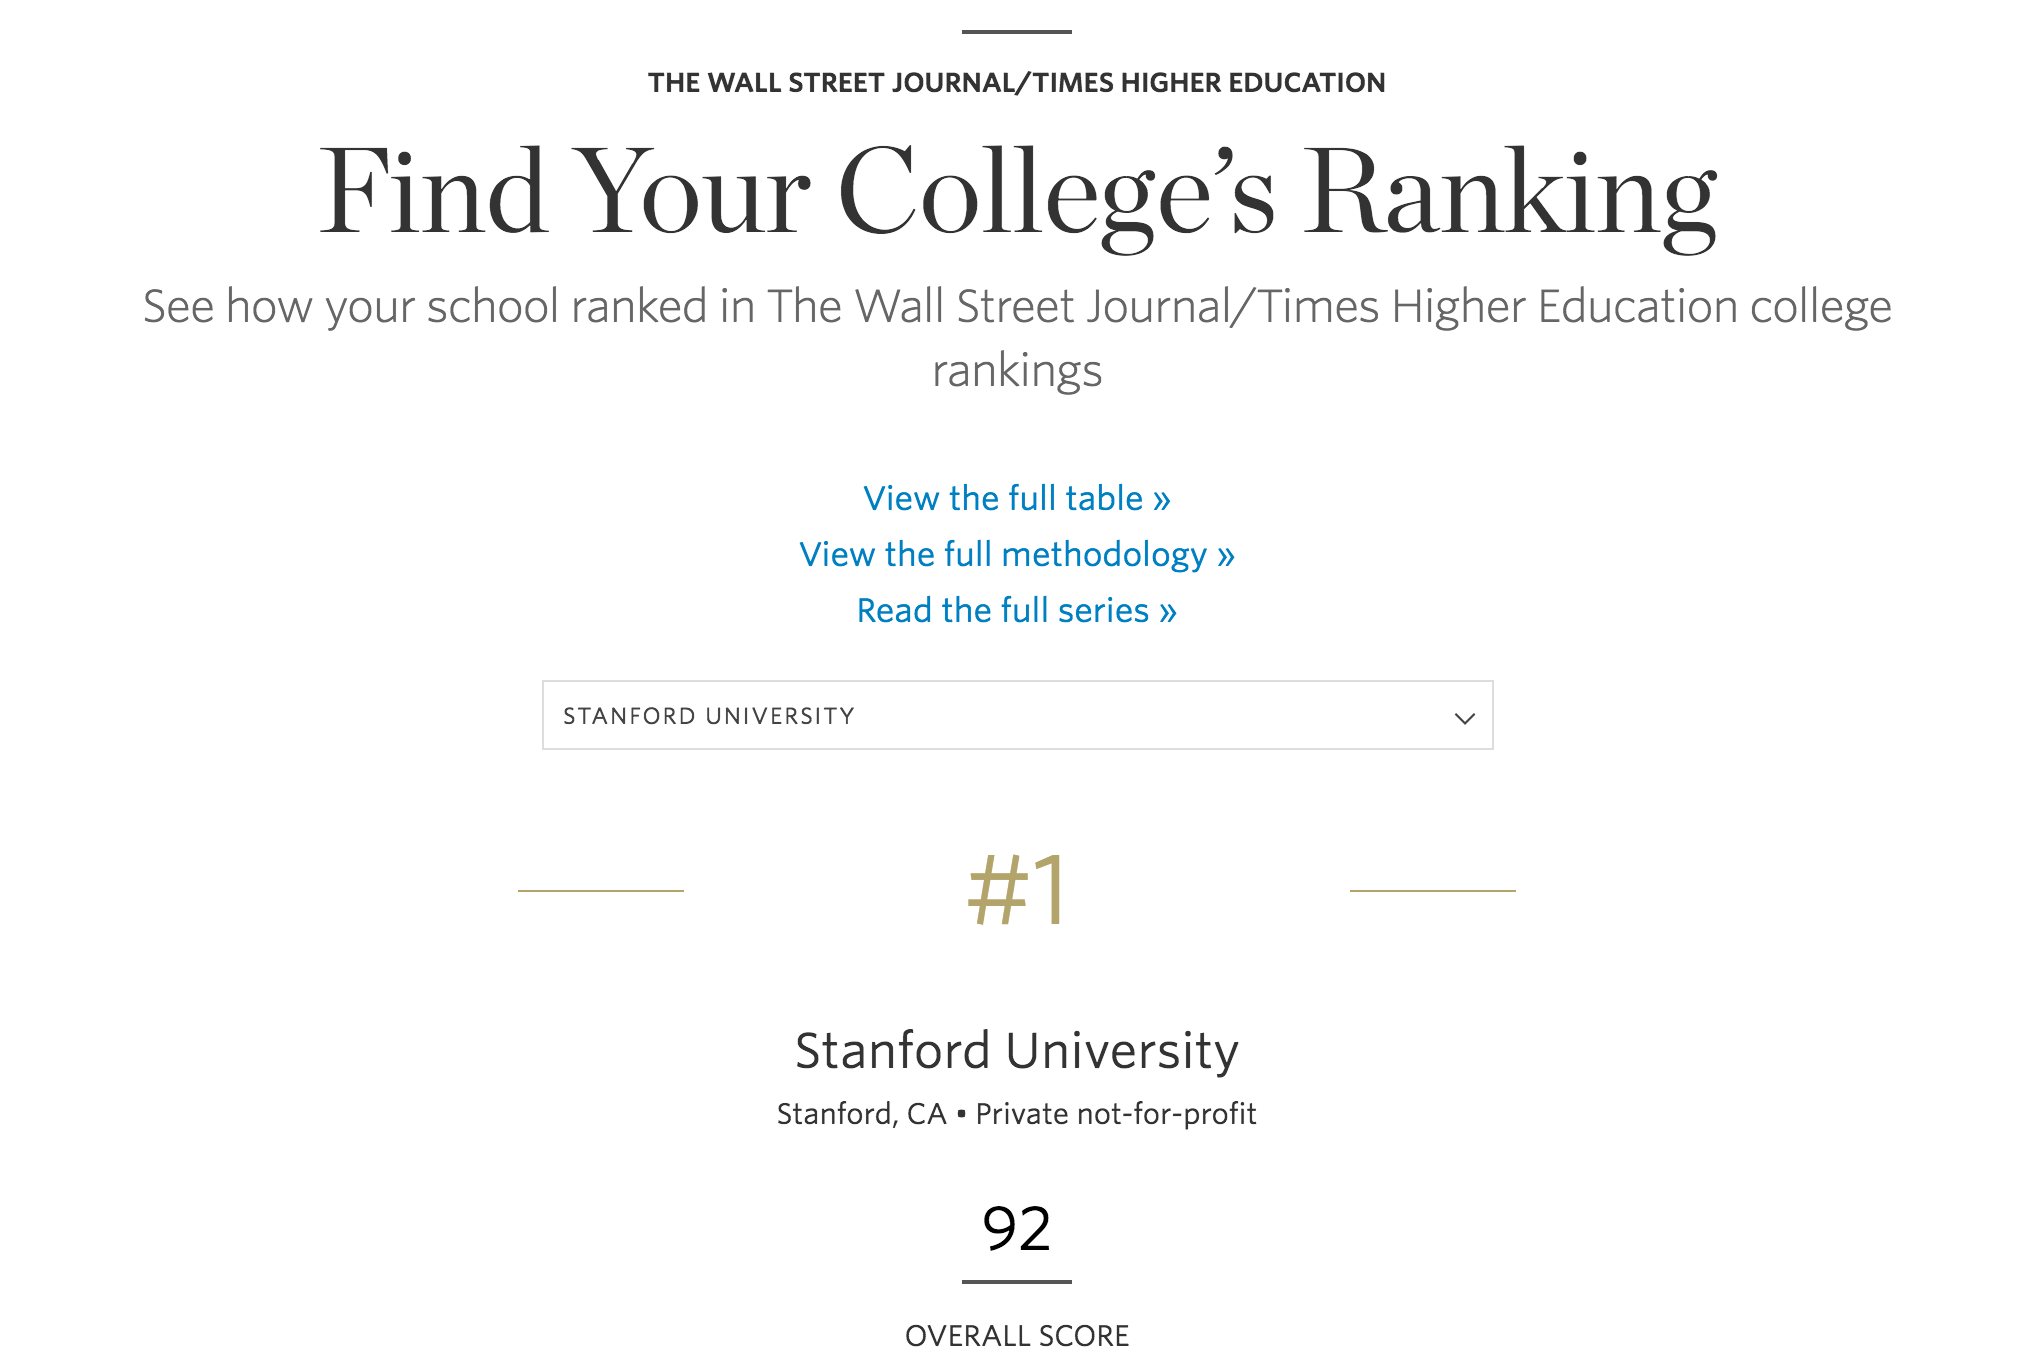 THE WALL STREET JOURNAL/TIMES HIGHER EDUCATION
Find Your College’s Ranking
See how your school ranked in The Wall Street Journal/Times Higher Education college
rankings
View the full table »
View the full methodology »
Read the full series »
STANFORD UNIVERSITY
#1
Stanford University
Stanford, CA ▪ Private not-for-profit
92
OVERALL SCORE